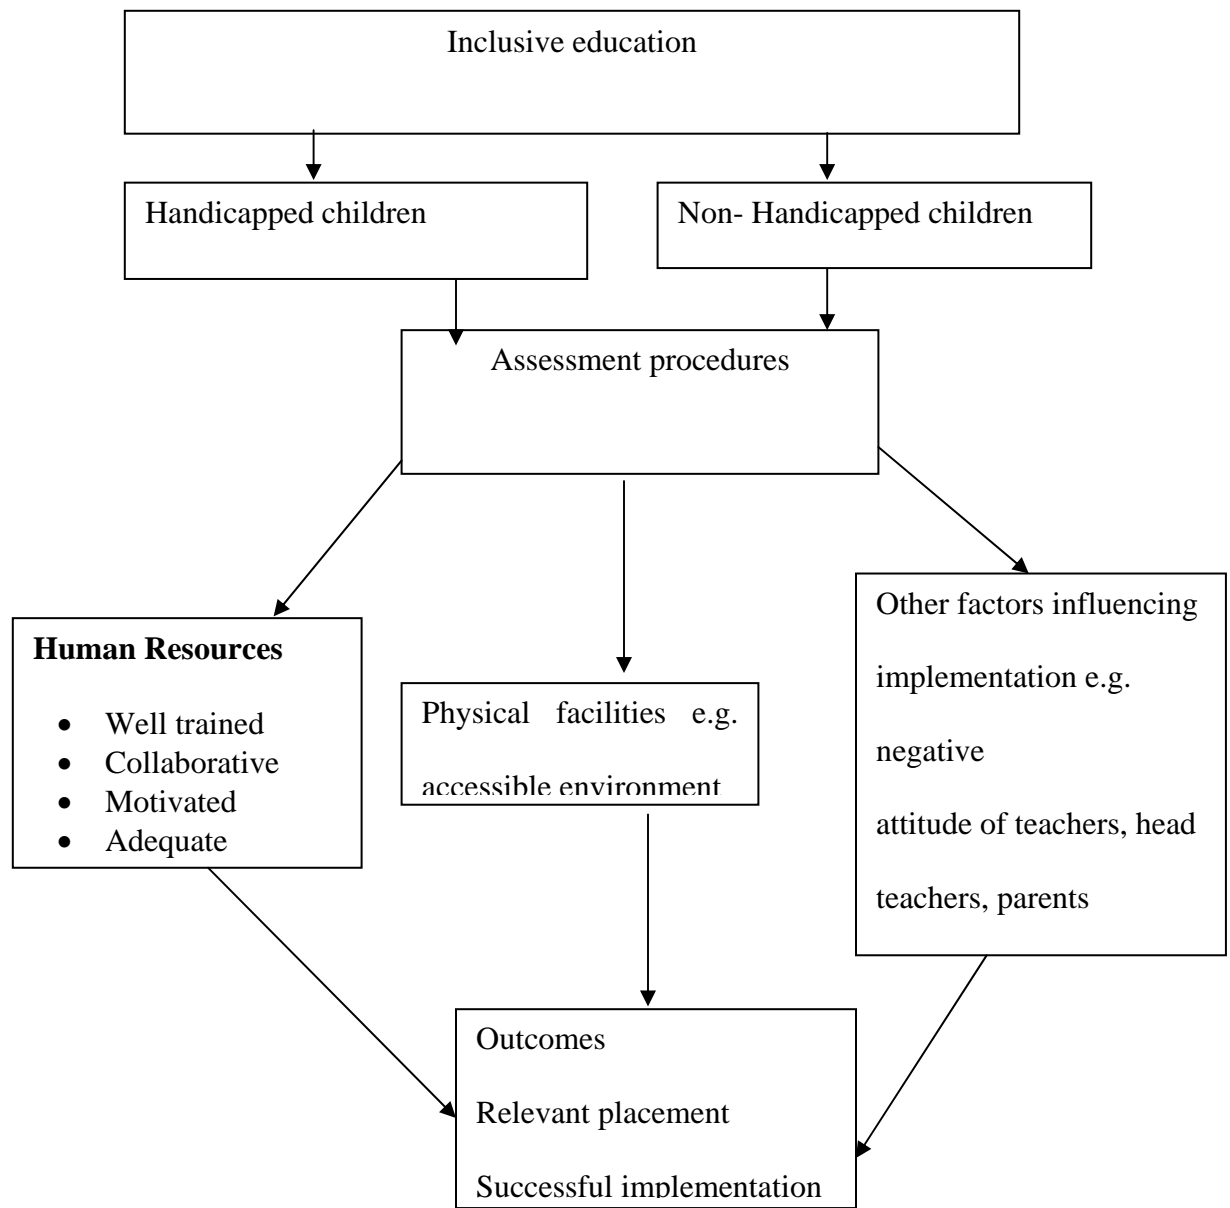 Inclusive education
Handicapped children
Non- Handicapped children
Assessment procedures
Human Resources
• Well trained
• Collaborative
• Motivated
• Adequate
Physical facilities e.g.
accessible environment
Other factors influencing
implementation e.g.
negative
attitude of teachers, head
teachers, parents
Outcomes
Relevant placement
Successful implementation